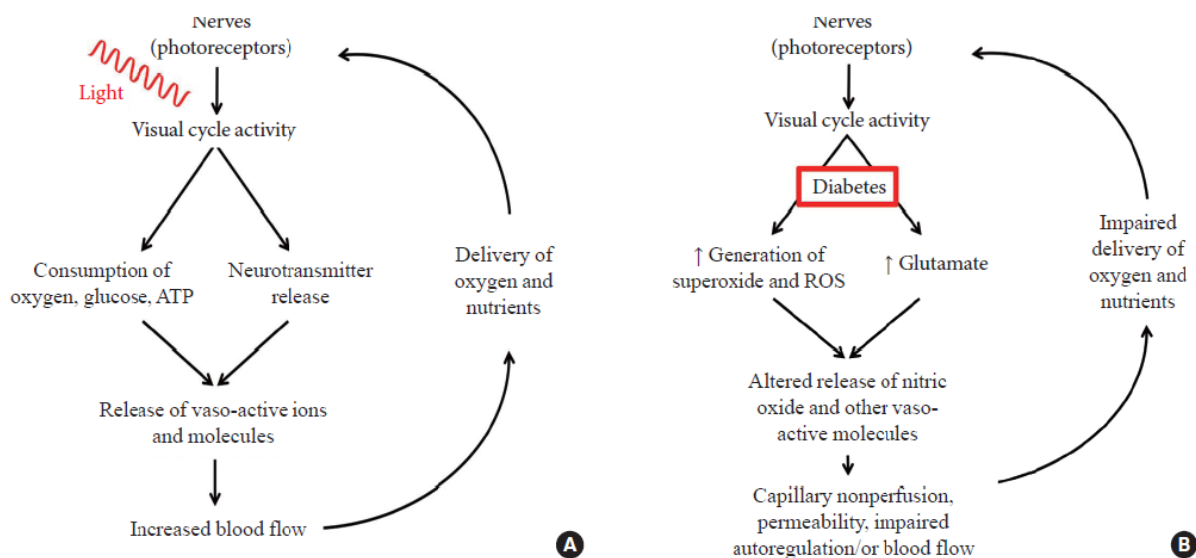 Nerves
(photoreceptors)
Light
Visual cycle activity
Consumption of
oxygen, glucose, ATP
Neurotransmitter
release
Delivery of
oxygen and
nutrients
Release of vaso-active ions
and molecules
Increased blood flow
A
Nerves
(photoreceptors)
Visual cycle activity
Diabetes
↑ Generation of
superoxide and ROS
↑ Glutamate
Impaired
delivery of
oxygen and
nutrients
Altered release of nitric
oxide and other vaso-
active molecules
Capillary nonperfusion,
permeability, impaired
autoregulation/or blood flow
B